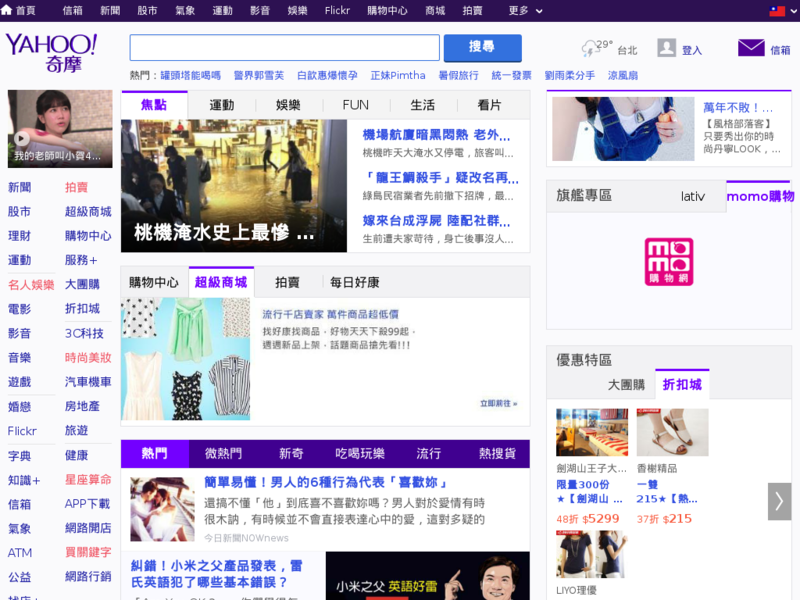 首頁 信箱 新聞 股市 氣象 運動 影音 娛樂 Flickr 購物中心 商城 拍賣 更多
YAHOO!
奇摩
搜尋
29° 台北
登入
信箱
熱門：罐頭塔能喝嗎 警界郭雪芙 白飲愚爆懷孕 正妹Pimtha 暑假旅行 統一發票 劉雨柔分手 涼風扇
我的老師叫小賀4...
新聞 拍賣
股市 超級商城
理財 購物中心
運動 服務+
名人娛樂 大團購
電影 折扣城
影音 3C科技
音樂 時尚美妝
遊戲 汽車機車
婚戀 房地產
Flickr 旅遊
字典 健康
知識+ 星座算命
信箱 APP下載
氣象 網路開店
ATM 買關鍵字
公益 網路行銷
焦點 運動 娛樂 FUN 生活 看片
桃機淹水史上最慘 ...
機場航廈暗黑悶熱 老外...
桃機昨天大淹水又停電，旅客叫...
「龍王鯛殺手」疑改名再...
綠島民宿業者先前撤下招牌，最...
嫁來台成浮屍 陸配社群...
生前遭夫家苛待，身亡後事沒人...
購物中心 超級商城 拍賣 每日好康
流行千店賣家 萬件商品超低價
找好康找商品，好物天天下殺99起，
週週新品上架，話題商品搶先看!!!
立即前往 »
熱門 微熱門 新奇 吃喝玩樂 流行 熱搜貨
簡單易懂！男人的6種行為代表「喜歡妳」
還搞不懂「他」到底喜不喜歡妳嗎？男人對於愛情有時
很木訥，有時候並不會直接表達心中的愛，這對多疑的
今日新聞NOWnews
糾錯！小米之父產品發表，雷
氏英語犯了哪些基本錯誤？
小米之父 英語好雷
萬年不敗！...
【風格部落客】
只要秀出你的時
尚丹寧LOOK，...
旗艦專區 lativ momo購物
momo
購物網
優惠特區
大團購 折扣城
劍湖山王子大...
限量300份
★【劍湖山 ...
48折 $5299
香榭精品
一雙
215★【熱...
37折 $215
LIYO理優